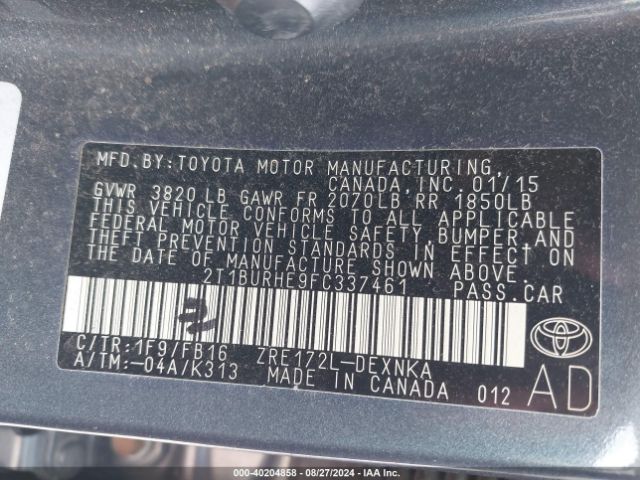 MFD. BY: TOYOTA MOTOR MANUFACTURING,
CANADA, INC. 01/15
GVWR 3820 LB GAWR FR 2070LB RR 1850LB
THIS VEHICLE CONFORMS TO ALL APPLICABLE
FEDERAL MOTOR VEHICLE SAFETY, BUMPER, AND
THEFT PREVENTION STANDARDS IN EFFECT ON
THE DATE OF MANUFACTURE SHOWN ABOVE.
2T1BURHE9FC337461 PASS. CAR
C/TR: 1F9/FB16 ZRE172L-DEXNKA
A/TM: -04A/K313 MADE IN CANADA 012
TOYOTA
AD
000-40204858 - 08/27/2024 - IAA Inc.